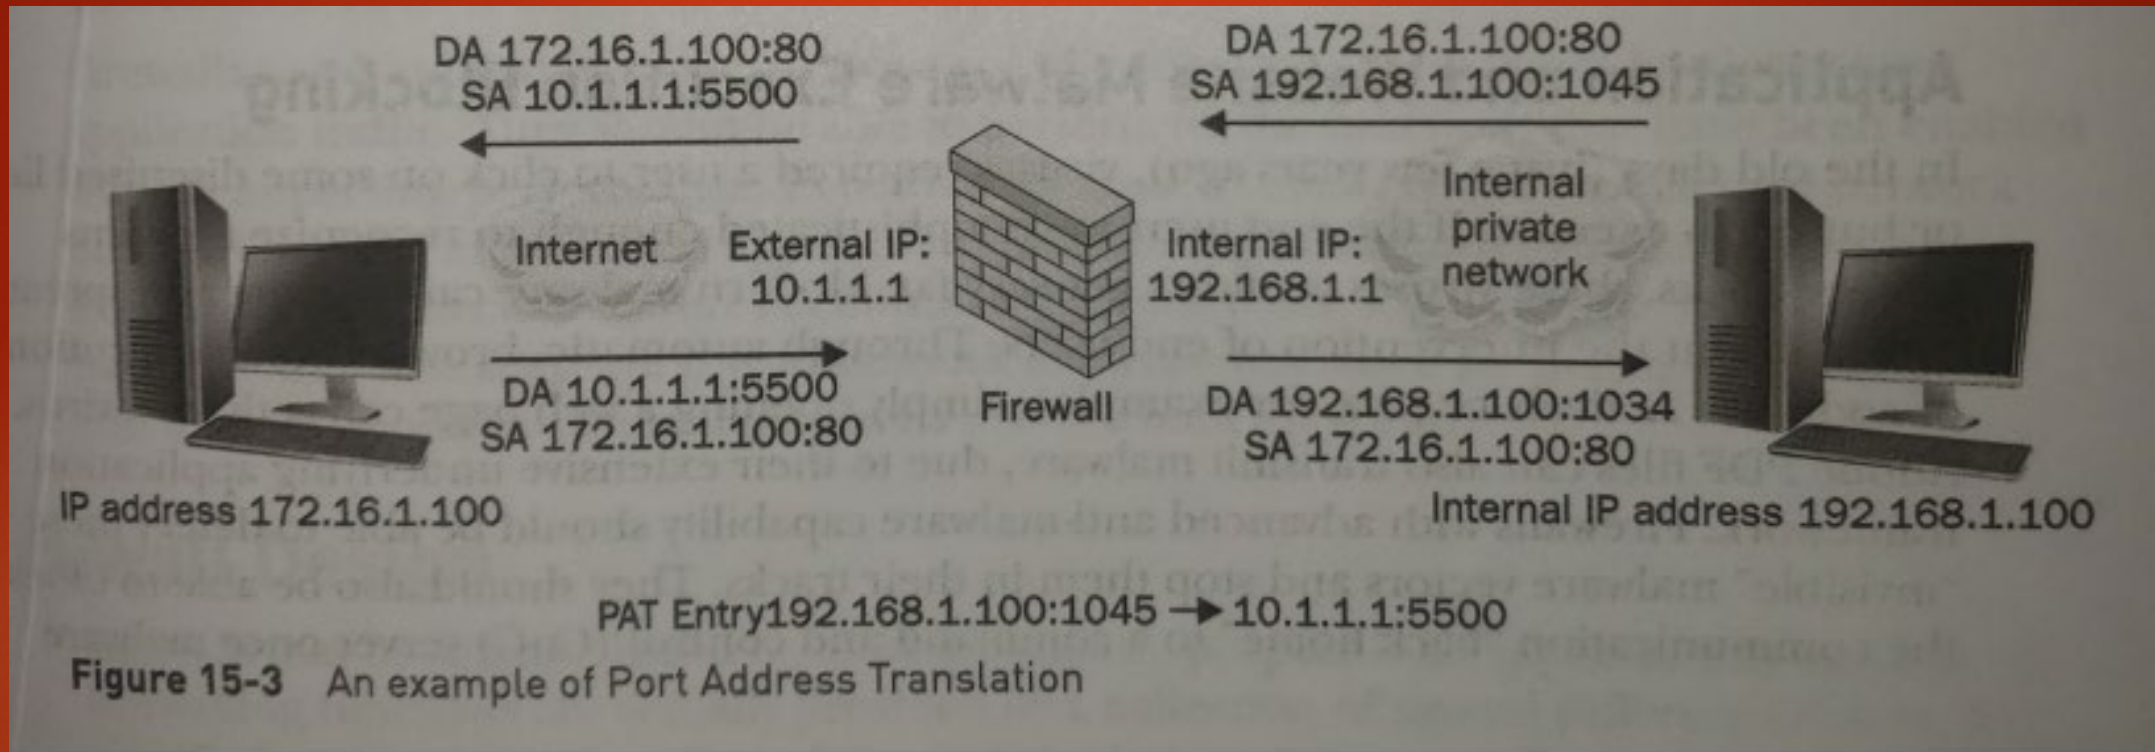 DA 172.16.1.100:80
SA 10.1.1.1:5500
DA 172.16.1.100:80
SA 192.168.1.100:1045
Internet
External IP:
10.1.1.1
Internal IP:
192.168.1.1
Internal
private
network
DA 10.1.1.1:5500
SA 172.16.1.100:80
Firewall
DA 192.168.1.100:1034
SA 172.16.1.100:80
IP address 172.16.1.100
Internal IP address 192.168.1.100
PAT Entry192.168.1.100:1045 → 10.1.1.1:5500
Figure 15-3 An example of Port Address Translation